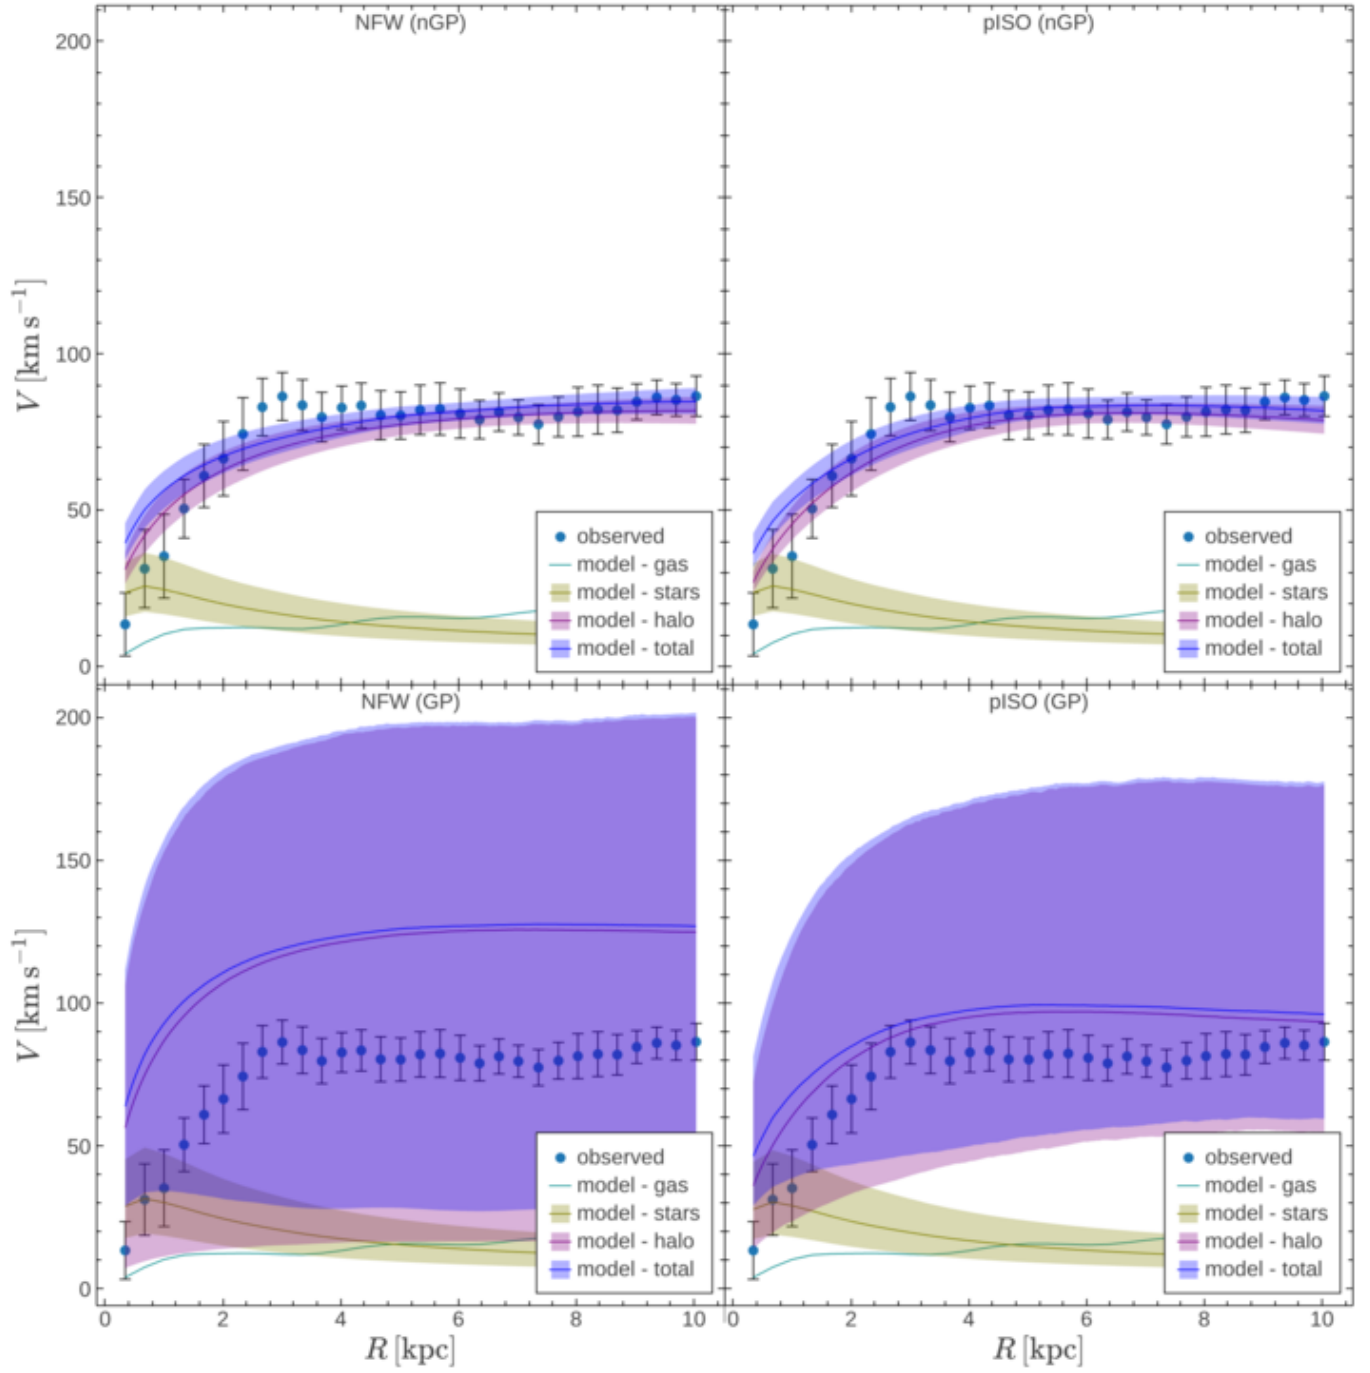 NFW (nGP)
pISO (nGP)
200
150
100
50
0
V [km s⁻¹]
observed
model - gas
model - stars
model - halo
model - total
observed
model - gas
model - stars
model - halo
model - total
NFW (GP)
pISO (GP)
200
150
100
50
0
V [km s⁻¹]
observed
model - gas
model - stars
model - halo
model - total
observed
model - gas
model - stars
model - halo
model - total
0 2 4 6 8 10
0 2 4 6 8 10
R [kpc]
R [kpc]